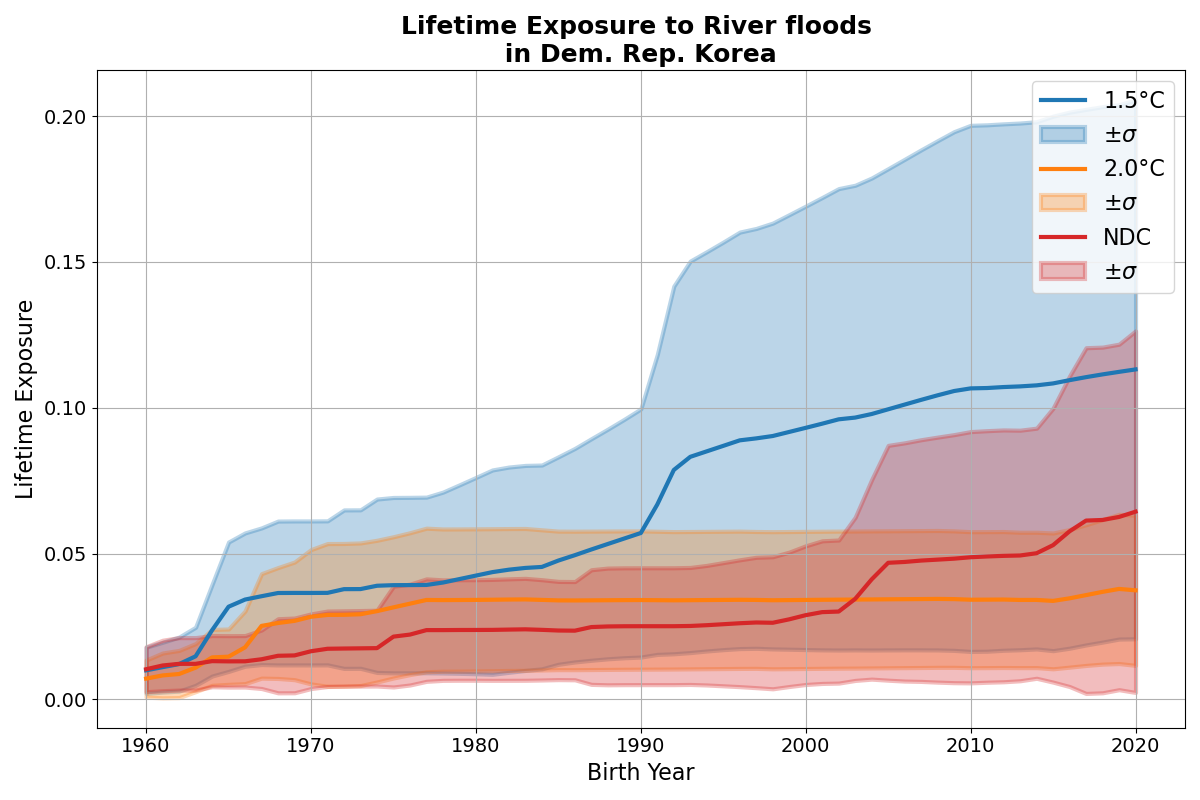 Lifetime Exposure to River floods
in Dem. Rep. Korea
1.5°C
±σ
2.0°C
±σ
NDC
±σ
Lifetime Exposure
0.20
0.15
0.10
0.05
0.00
1960 1970 1980 1990 2000 2010 2020
Birth Year